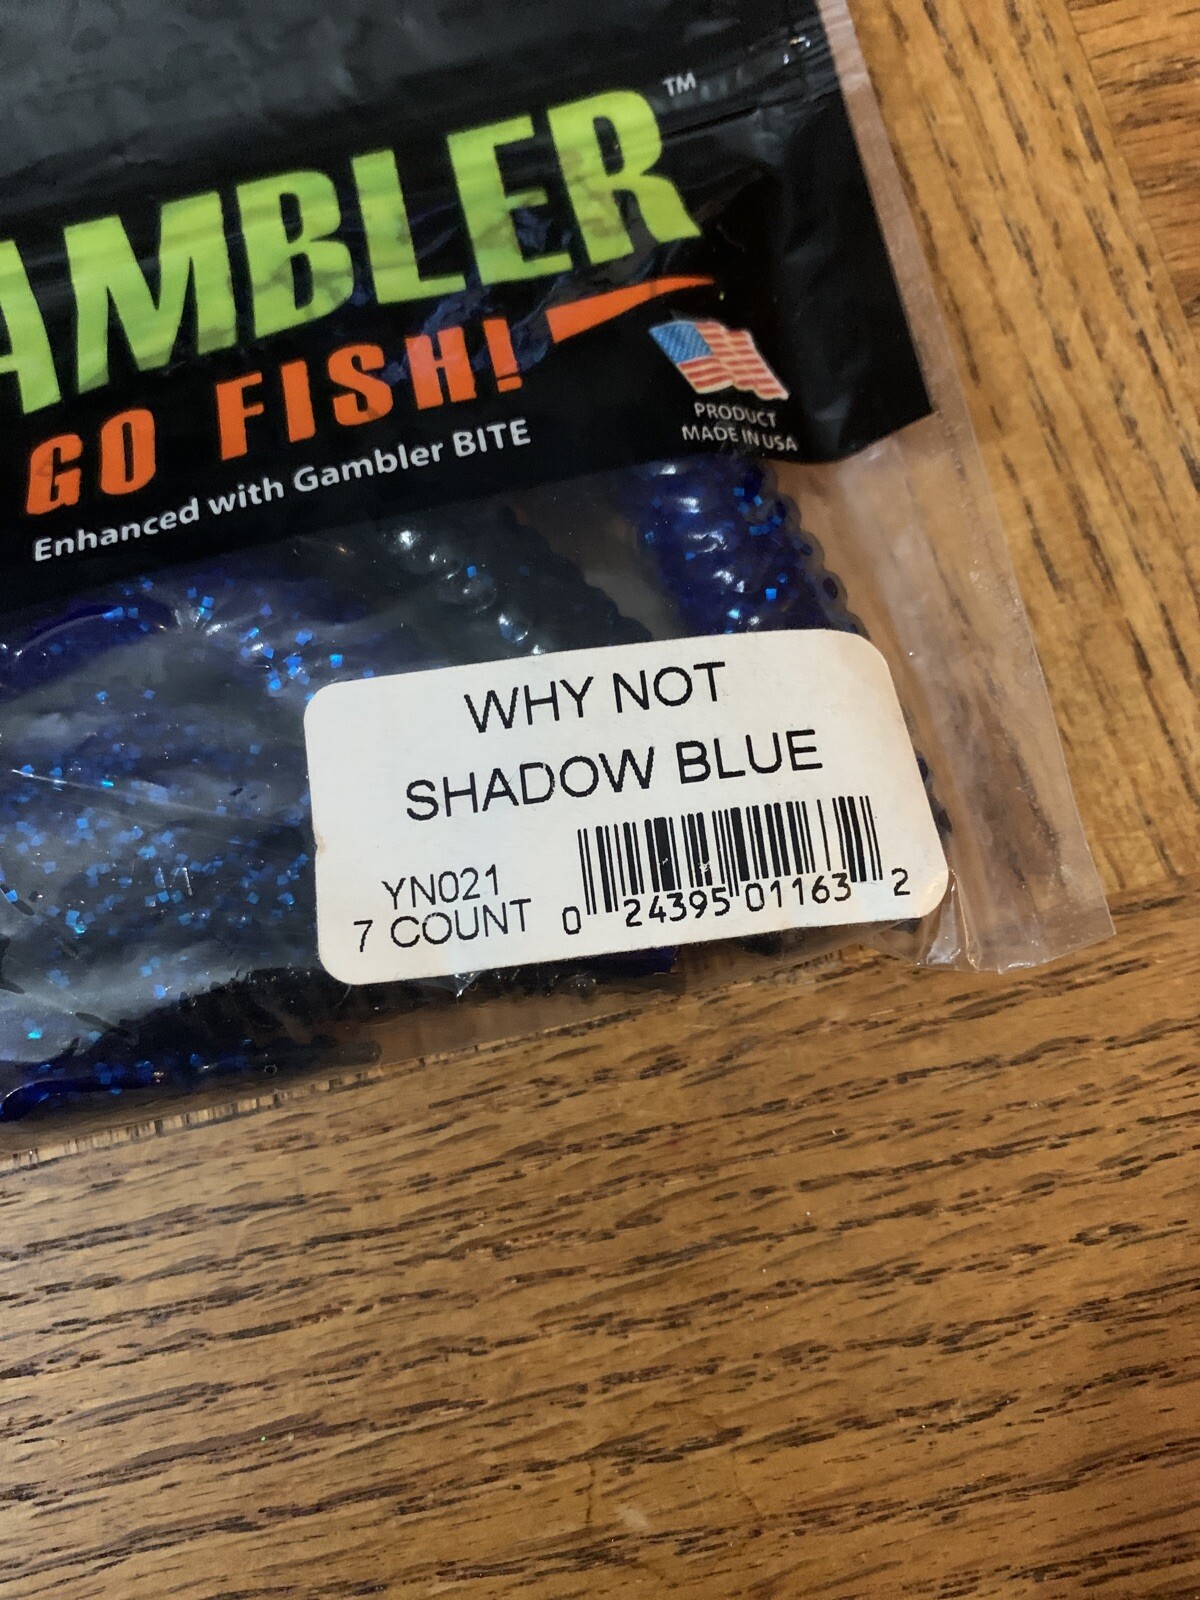 AMBLER™
GO FISH!
Enhanced with Gambler BITE
PRODUCT
MADE IN USA
WHY NOT
SHADOW BLUE
YN021
7 COUNT
0 24395 01163 2